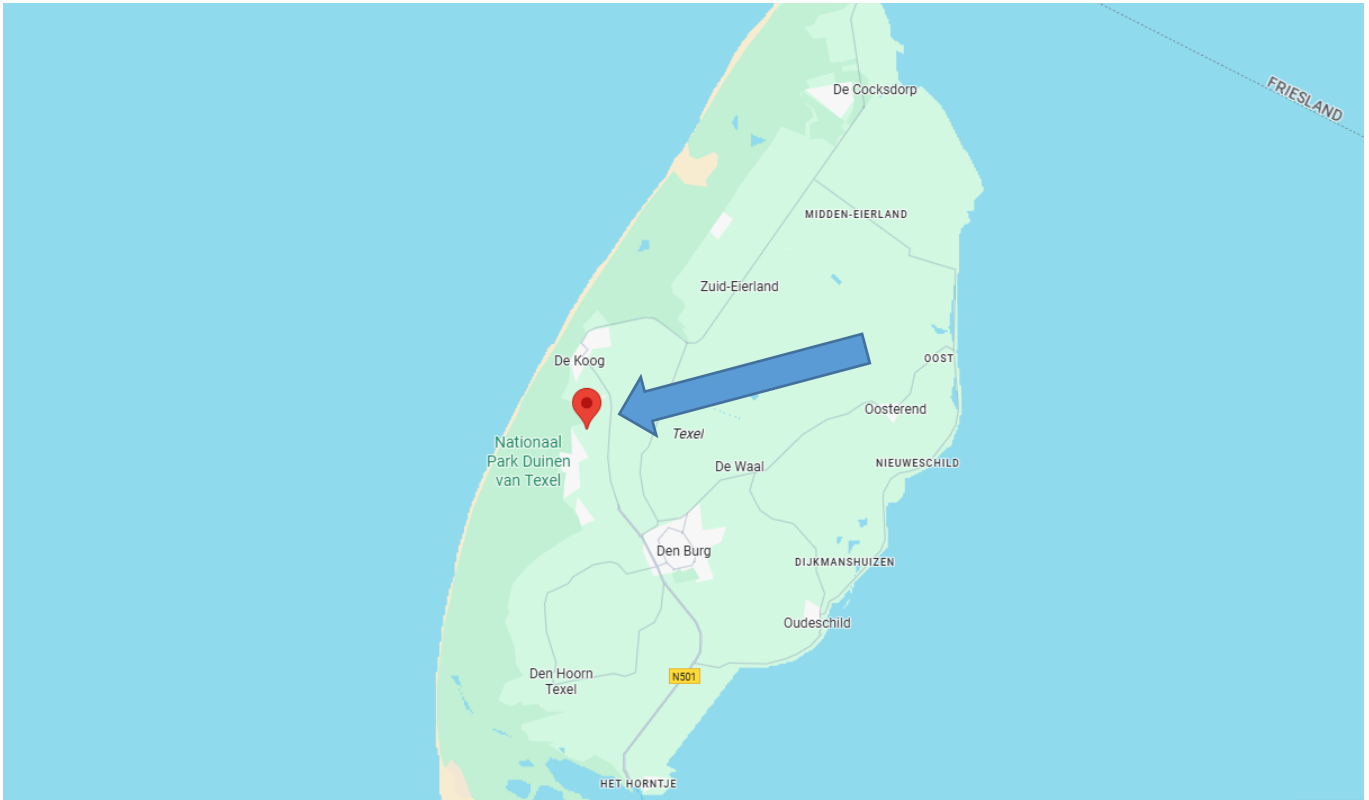 De Cocksdorp
FRIESLAND
MIDDEN-EIERLAND
Zuid-Eierland
De Koog
OOST
Oosterend
Texel
Nationaal
Park Duinen
van Texel
De Waal
NIEUWESCHILD
Den Burg
DIJKMANSHUIZEN
Oudeschild
Den Hoorn
Texel
N501
HET HORNTJE